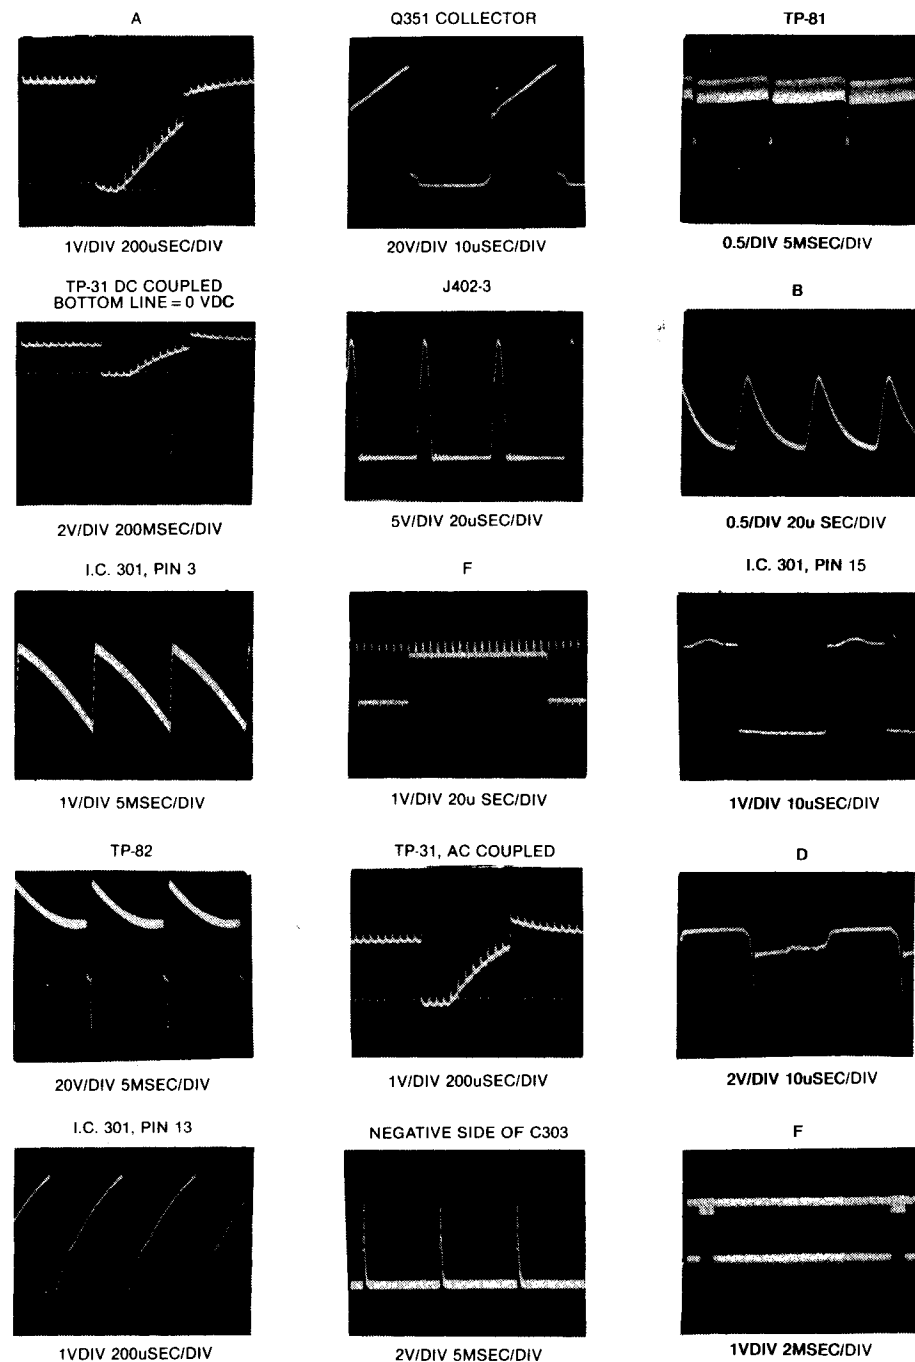 A
Q351 COLLECTOR
TP-81
1V/DIV 200uSEC/DIV
20V/DIV 10uSEC/DIV
0.5/DIV 5MSEC/DIV
TP-31 DC COUPLED
BOTTOM LINE = 0 VDC
J402-3
B
2V/DIV 200MSEC/DIV
5V/DIV 20uSEC/DIV
0.5/DIV 20u SEC/DIV
I.C. 301, PIN 3
F
I.C. 301, PIN 15
1V/DIV 5MSEC/DIV
1V/DIV 20u SEC/DIV
1V/DIV 10uSEC/DIV
TP-82
TP-31, AC COUPLED
D
20V/DIV 5MSEC/DIV
1V/DIV 200uSEC/DIV
2V/DIV 10uSEC/DIV
I.C. 301, PIN 13
NEGATIVE SIDE OF C303
F
1VDIV 200uSEC/DIV
2V/DIV 5MSEC/DIV
1VDIV 2MSEC/DIV